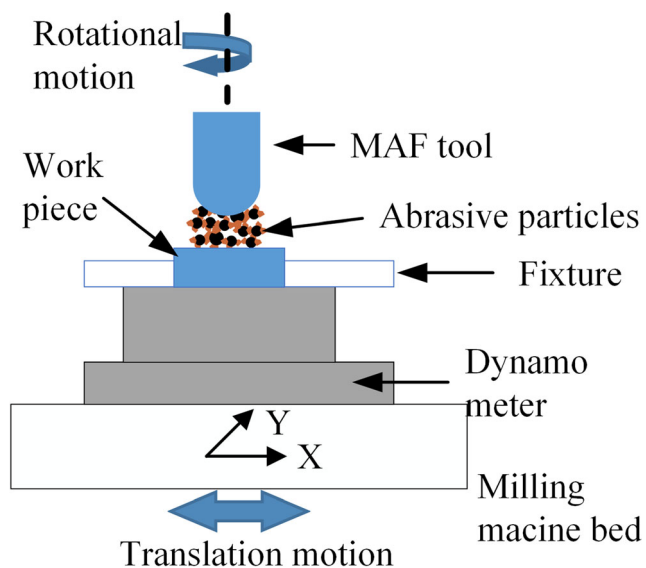 Rotational
motion
MAF tool
Work
piece
Abrasive particles
Fixture
Dynamo
meter
Y
X
Milling
macine bed
Translation motion